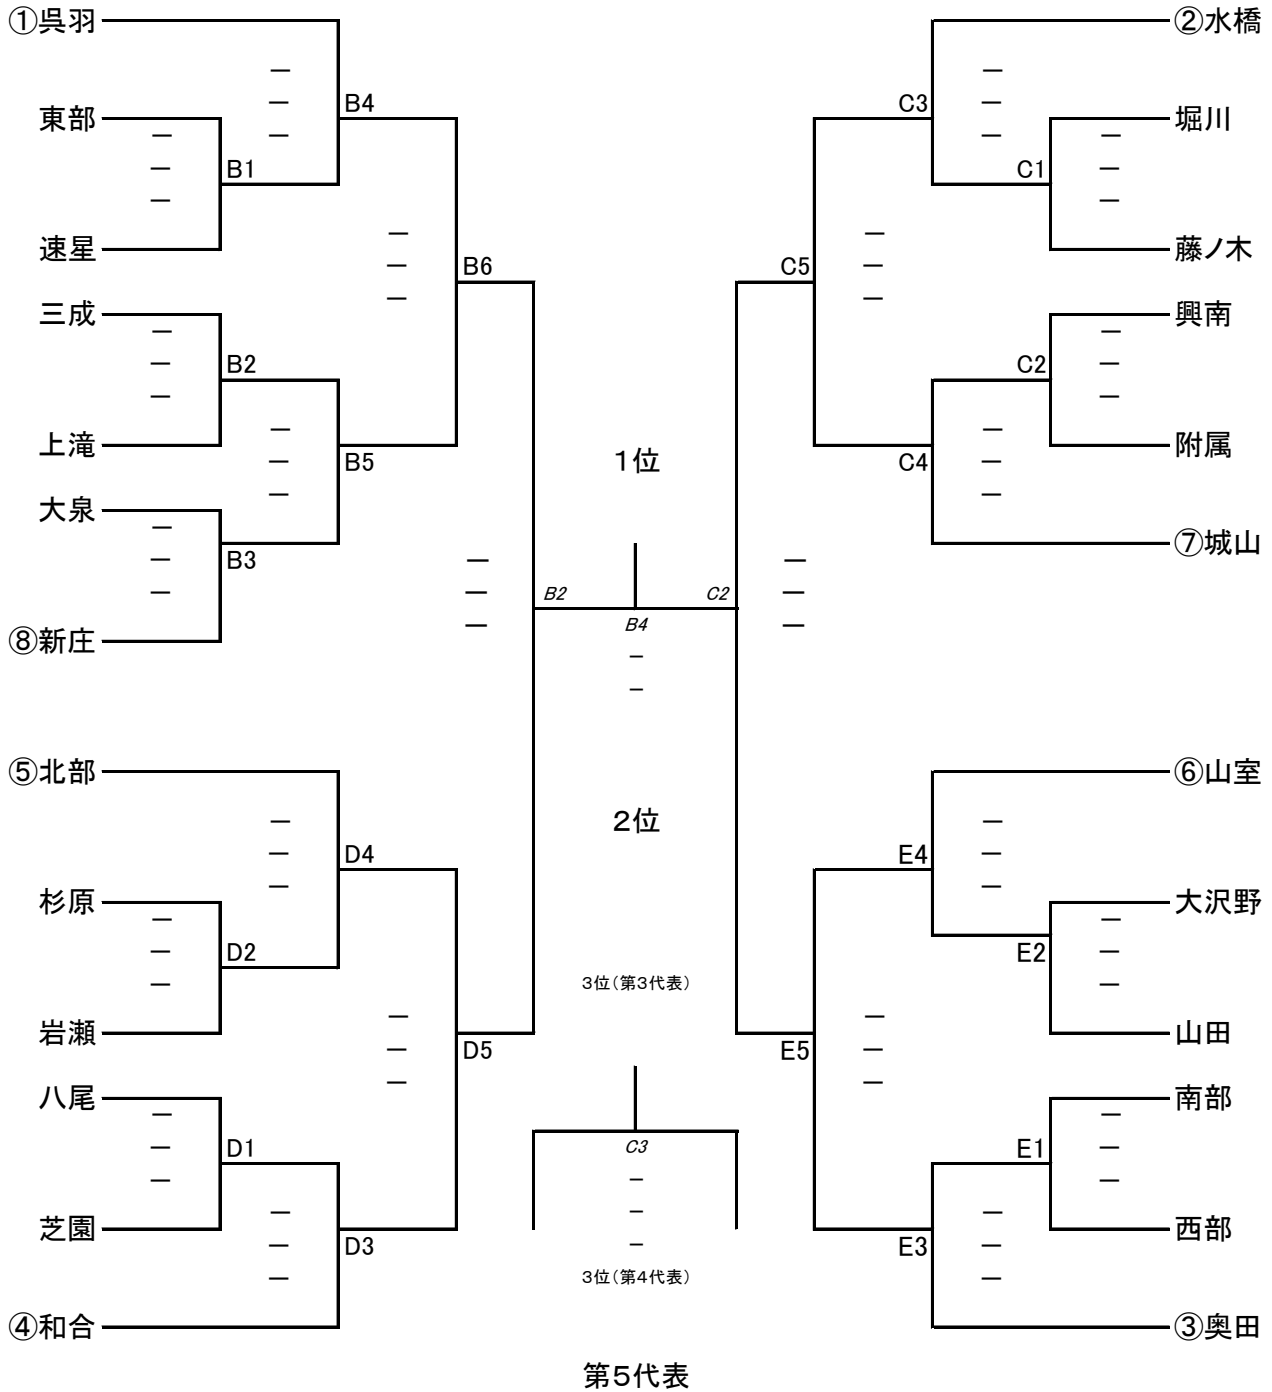 ①呉羽
東部
速星
三成
上滝
大泉
⑧新庄
B1
B2
B3
B4
B5
B6
⑤北部
杉原
岩瀬
八尾
芝園
④和合
D2
D1
D4
D3
D5
1位
B2
C2
B4
2位
3位(第3代表)
C3
3位(第4代表)
第5代表
②水橋
堀川
藤ノ木
興南
附属
⑦城山
C3
C1
C5
C2
C4
⑥山室
大沢野
山田
南部
西部
③奥田
E4
E2
E5
E1
E3